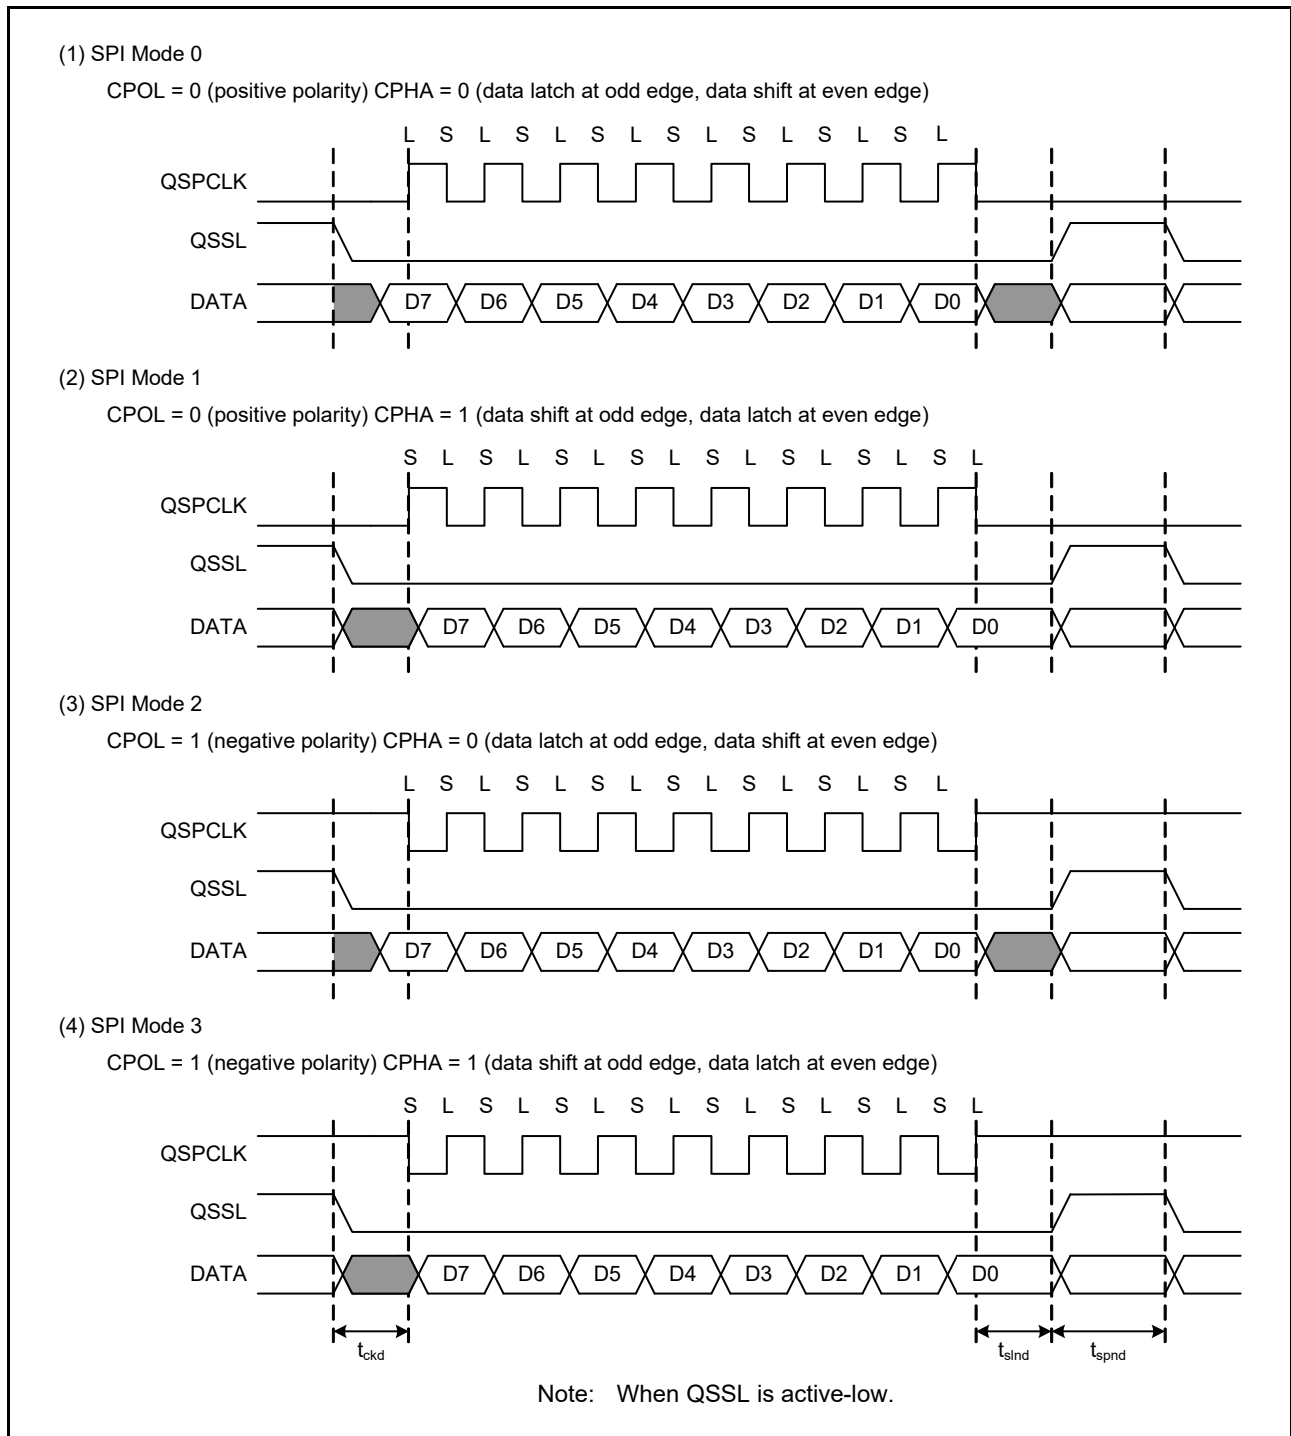 (1) SPI Mode 0
CPOL = 0 (positive polarity) CPHA = 0 (data latch at odd edge, data shift at even edge)
L S L S L S L S L S L S L S L
QSPCLK
QSSL
DATA D7 D6 D5 D4 D3 D2 D1 D0
(2) SPI Mode 1
CPOL = 0 (positive polarity) CPHA = 1 (data shift at odd edge, data latch at even edge)
S L S L S L S L S L S L S L S L
QSPCLK
QSSL
DATA D7 D6 D5 D4 D3 D2 D1 D0
(3) SPI Mode 2
CPOL = 1 (negative polarity) CPHA = 0 (data latch at odd edge, data shift at even edge)
L S L S L S L S L S L S L S L
QSPCLK
QSSL
DATA D7 D6 D5 D4 D3 D2 D1 D0
(4) SPI Mode 3
CPOL = 1 (negative polarity) CPHA = 1 (data shift at odd edge, data latch at even edge)
S L S L S L S L S L S L S L S L
QSPCLK
QSSL
DATA D7 D6 D5 D4 D3 D2 D1 D0
tckd tslnd tspnd
Note: When QSSL is active-low.